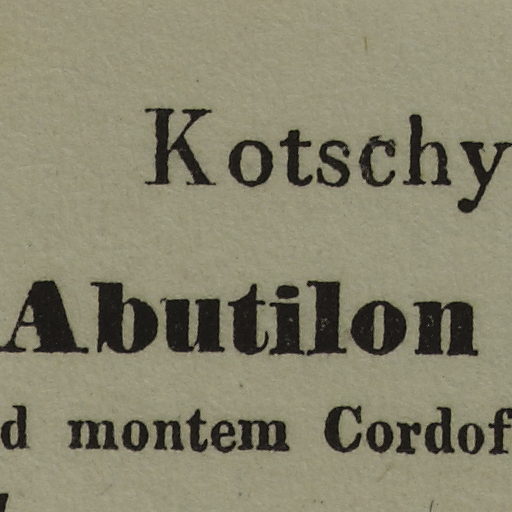 Kotschy
Abutilon
d montem Cordof